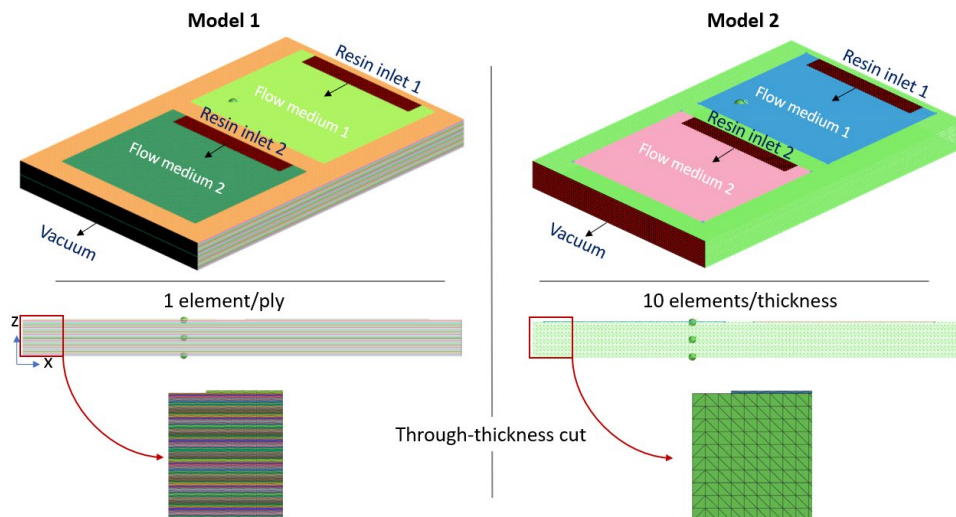 Model 1
Resin inlet 1
Flow medium 1
Resin inlet 2
Flow medium 2
Vacuum
1 element/ply
Z
X
Model 2
Resin inlet 1
Flow medium 1
Resin inlet 2
Flow medium 2
Vacuum
10 elements/thickness
Through-thickness cut